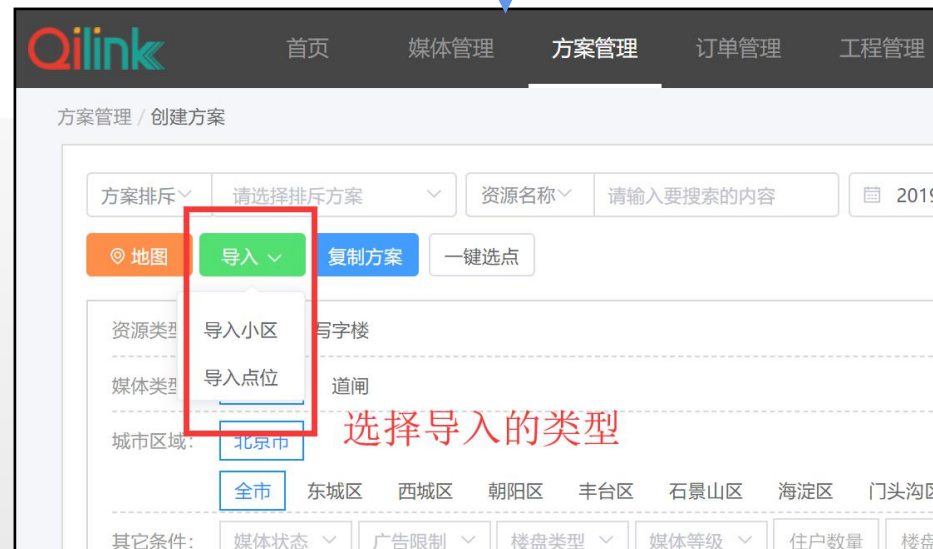 Qilink 首页 媒体管理 方案管理 订单管理 工程管理
方案管理 / 创建方案
方案排斥 请选择排斥方案 资源名称 请输入要搜索的内容 2019
地图 导入 复制方案 一键选点
资源类型 导入小区 写字楼
媒体类型 导入点位 道闸
城市区域: 北京市 选择导入的类型
全市 东城区 西城区 朝阳区 丰台区 石景山区 海淀区 门头沟区
其它条件: 媒体状态 广告限制 楼盘类型 媒体等级 住户数量 楼盘